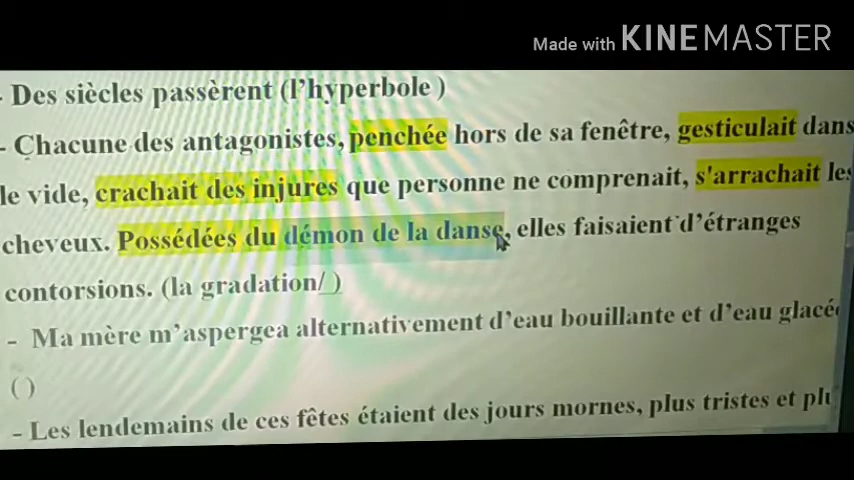 Made with KINEMASTER
- Des siècles passèrent (l'hyperbole )
- Chacune des antagonistes, penchée hors de sa fenêtre, gesticulait dans
le vide, crachait des injures que personne ne comprenait, s'arrachait les
cheveux. Possédées du démon de la danse, elles faisaient d'étranges
contorsions. (la gradation/ )
- Ma mère m'aspergea alternativement d'eau bouillante et d'eau glacée
( )
- Les lendemains de ces fêtes étaient des jours mornes, plus tristes et plu